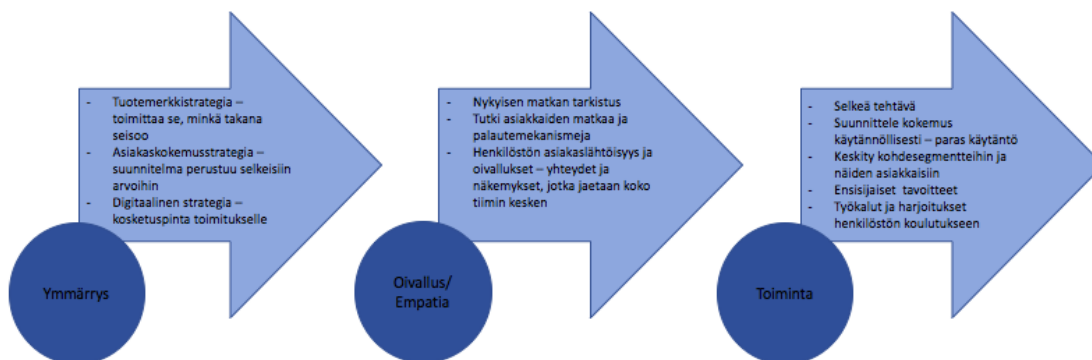 - Tuotemerkkistrategia –
toimittaa se, minkä takana
seisoo
- Asiakaskokemusstrategia –
suunnitelma perustuu selkeisiin
arvoihin
- Digitaalinen strategia –
kosketuspinta toimitukselle
Ymmärrys
- Nykyisen matkan tarkistus
- Tutki asiakkaiden matkaa ja
palautemekanismeja
- Henkilöstön asiakaslähtöisyys ja
oivallukset – yhteydet ja
näkemykset, jotka jaetaan koko
tiimin kesken
Oivallus/
Empatia
- Selkeä tehtävä
- Suunnittele kokemus
käytännöllisesti – paras käytäntö
- Keskity kohdesegmentteihin ja
näiden asiakkaisiin
- Ensisijaiset tavoitteet
- Työkalut ja harjoitukset
henkilöstön koulutukseen
Toiminta